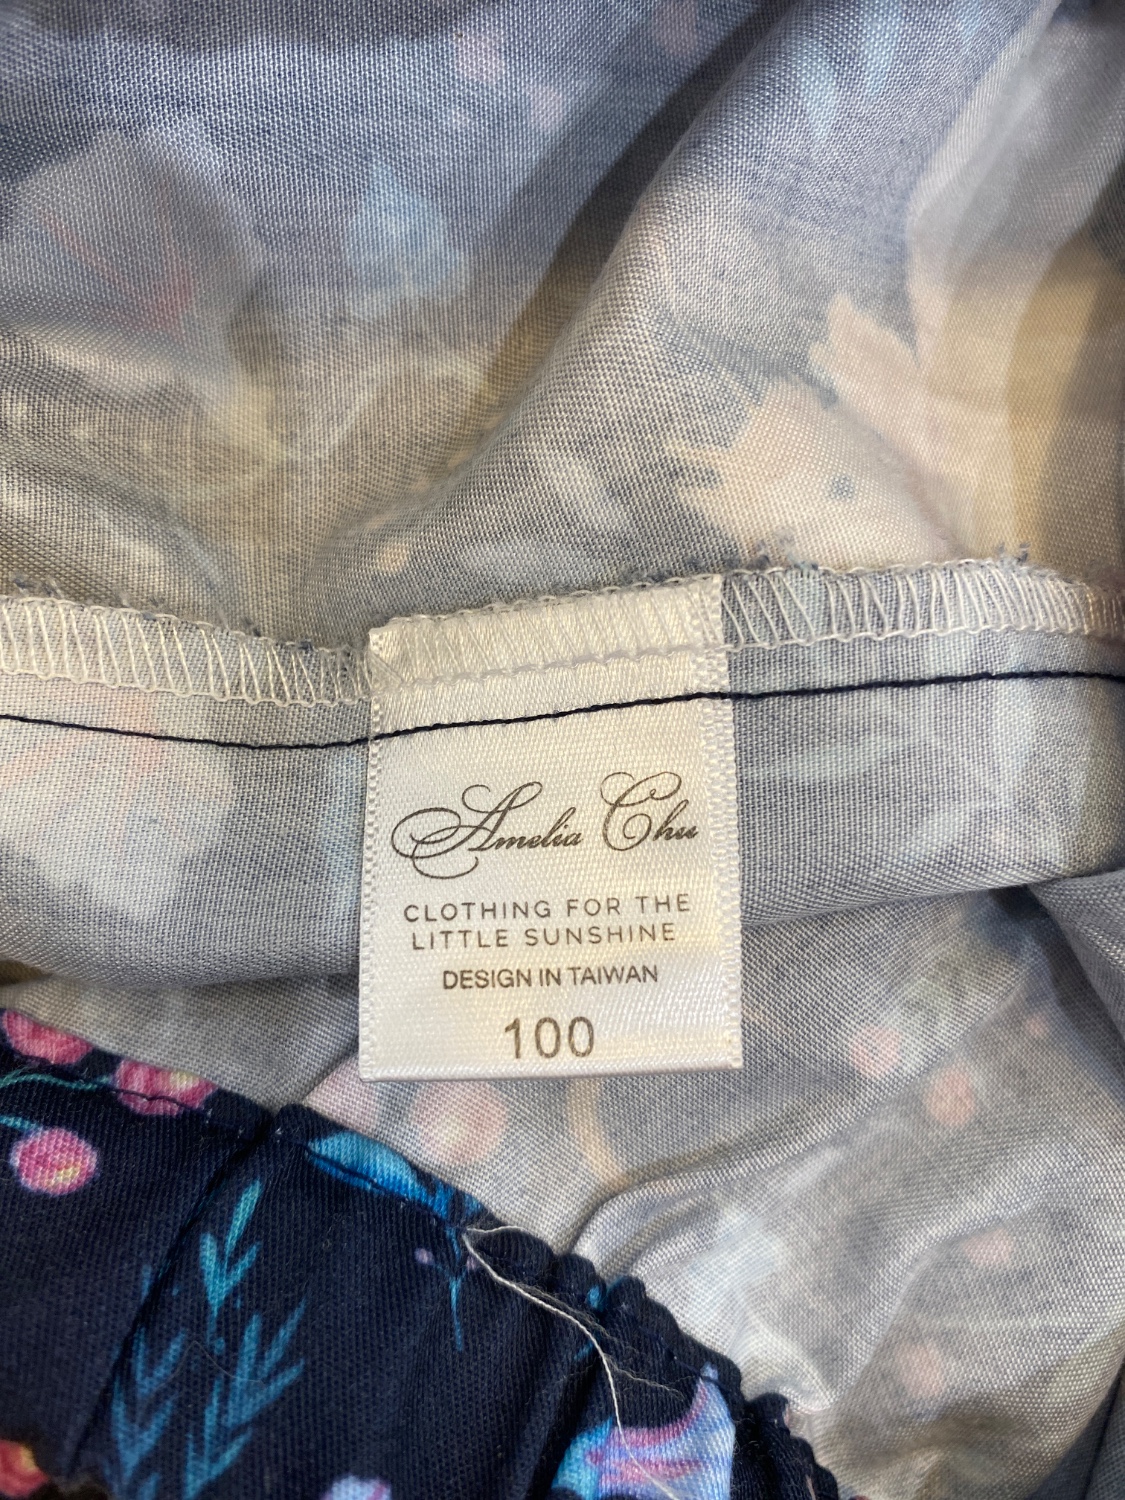 Amelia Chu
CLOTHING FOR THE
LITTLE SUNSHINE
DESIGN IN TAIWAN
100